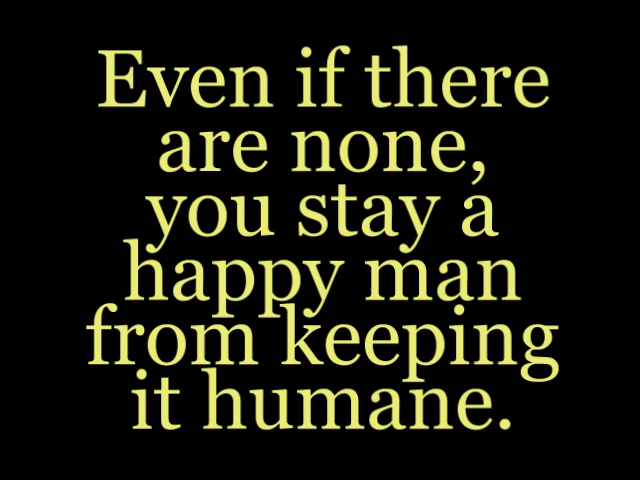 Even if there
are none,
you stay a
happy man
from keeping
it humane.